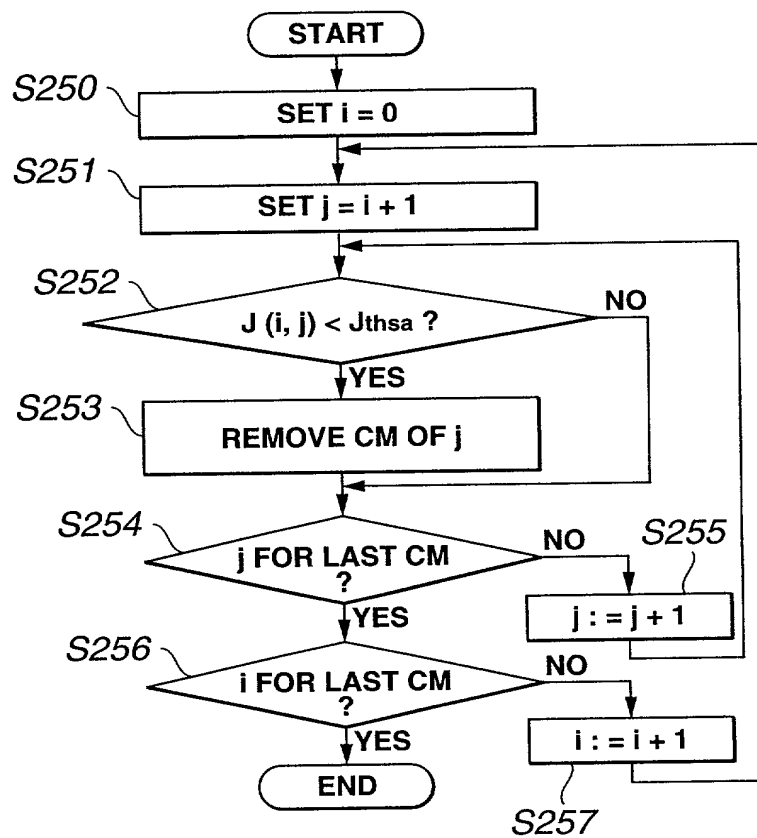 START
S250
SET i = 0
S251
SET j = i + 1
S252
J (i, j) < Jthsa ?
NO
YES
S253
REMOVE CM OF j
S254
j FOR LAST CM
?
NO
S255
YES
j : = j + 1
S256
i FOR LAST CM
?
NO
YES
i : = i + 1
END
S257